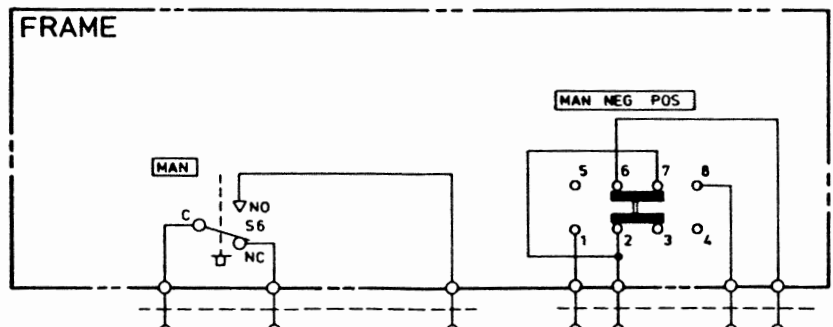 FRAME
MAN NEG POS
MAN
5 6 7 8
NO
C S6
NC
1 2 3 4